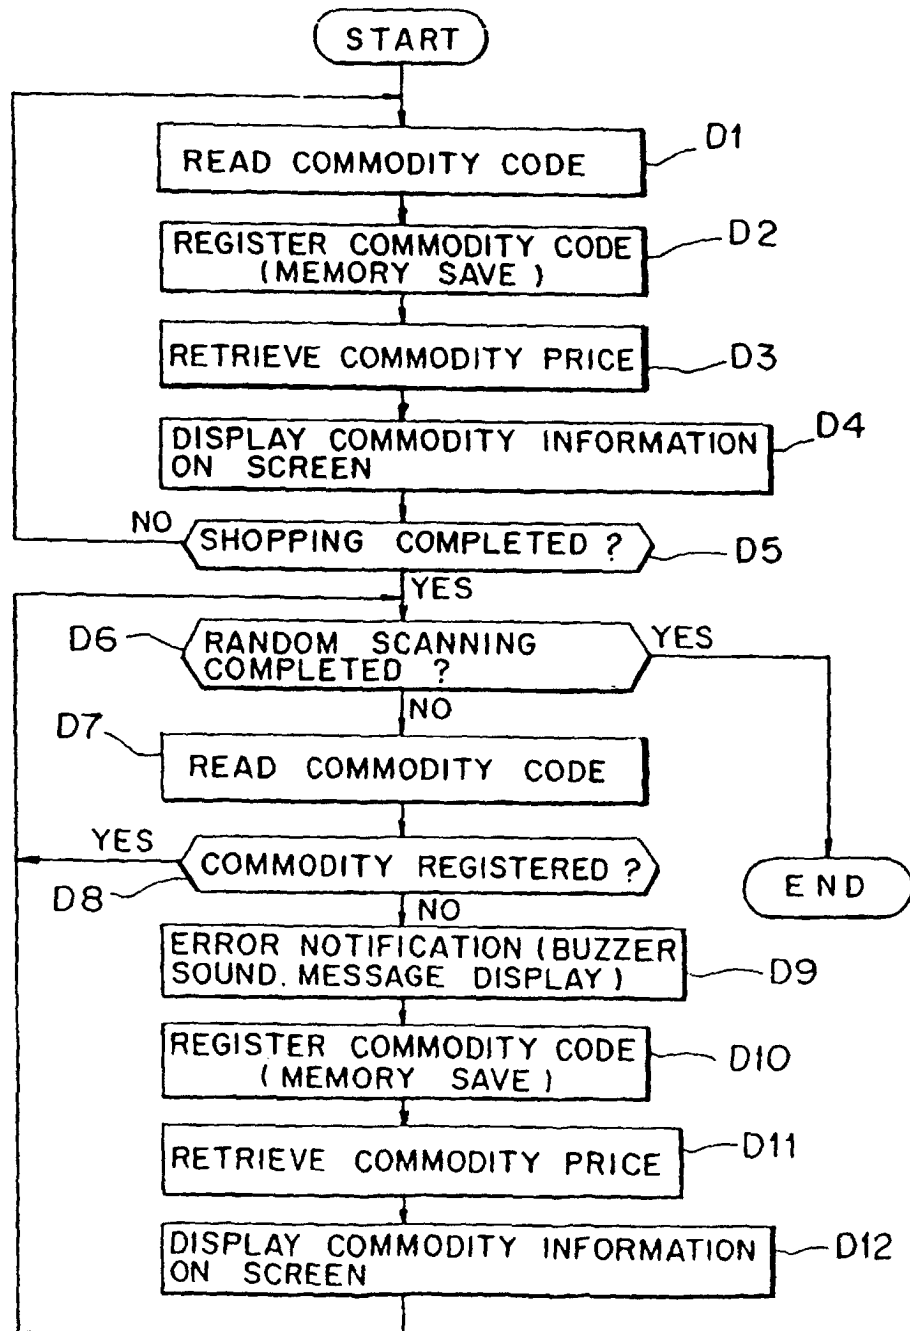 START
READ COMMODITY CODE
D1
REGISTER COMMODITY CODE
(MEMORY SAVE)
D2
RETRIEVE COMMODITY PRICE
D3
DISPLAY COMMODITY INFORMATION
ON SCREEN
D4
NO
SHOPPING COMPLETED ?
D5
YES
D6
RANDOM SCANNING
COMPLETED ?
YES
NO
D7
READ COMMODITY CODE
YES
COMMODITY REGISTERED ?
D8
END
NO
ERROR NOTIFICATION (BUZZER
SOUND. MESSAGE DISPLAY)
D9
REGISTER COMMODITY CODE
(MEMORY SAVE)
D10
RETRIEVE COMMODITY PRICE
D11
DISPLAY COMMODITY INFORMATION
ON SCREEN
D12